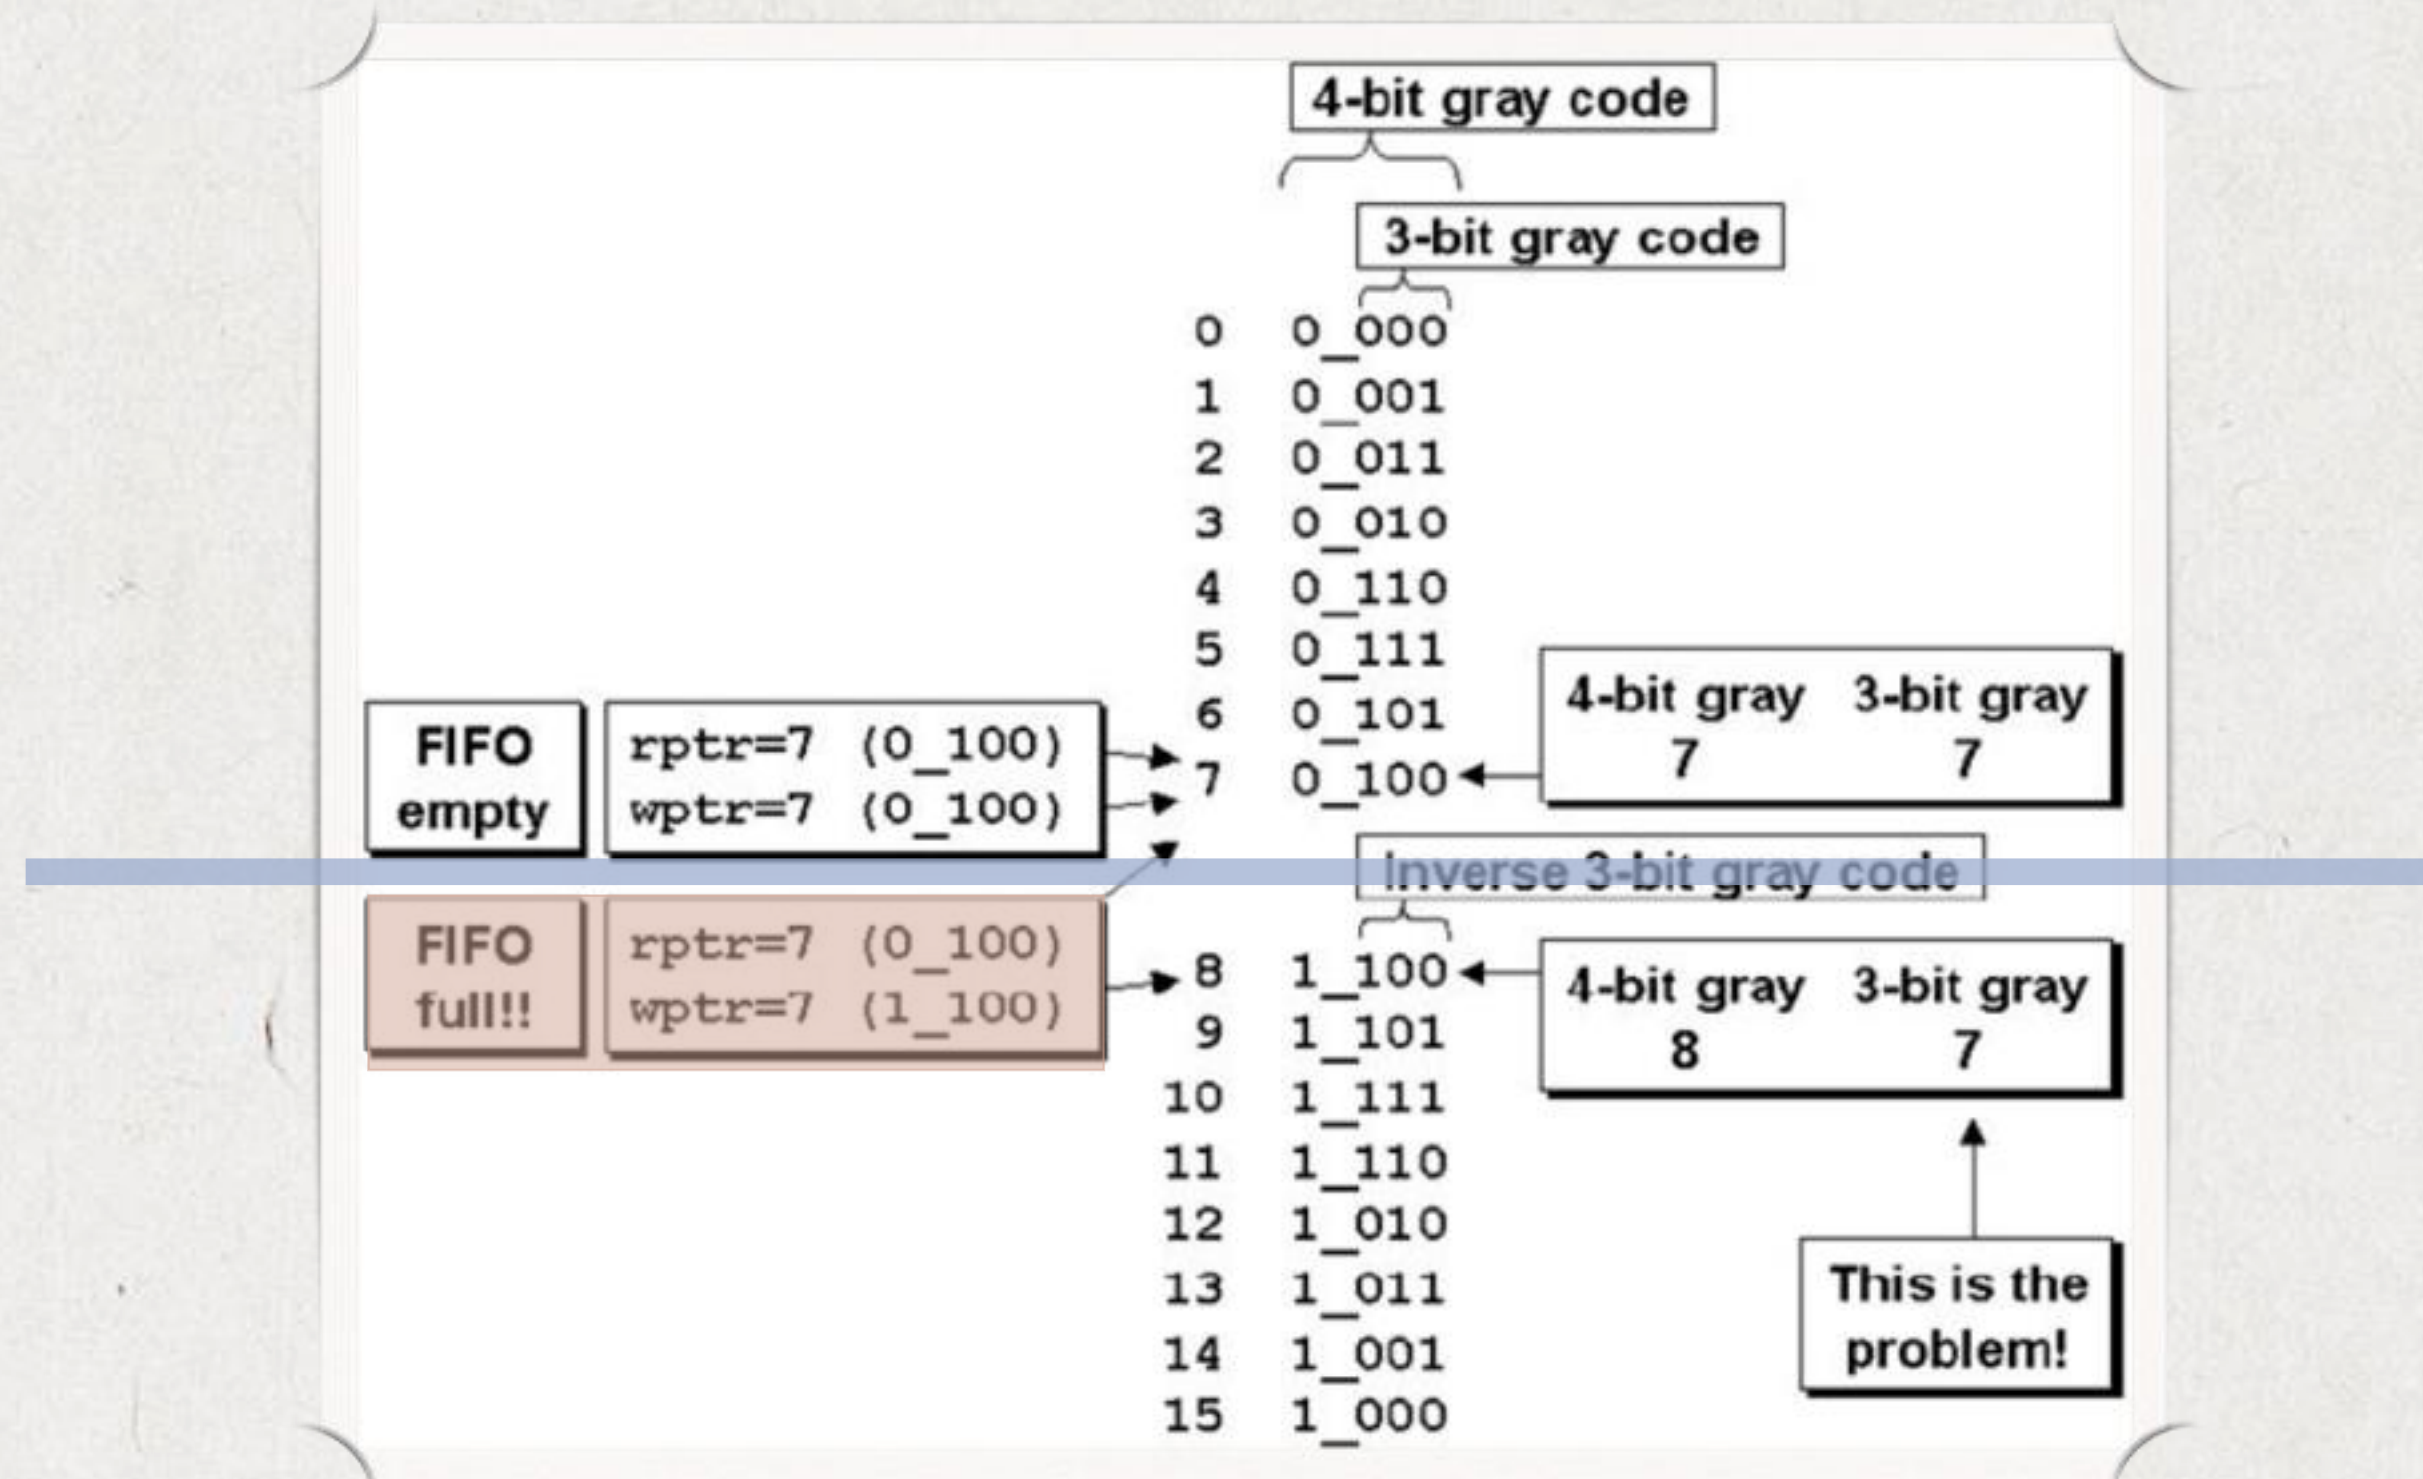 4-bit gray code
3-bit gray code
0 0_000
1 0_001
2 0_011
3 0_010
4 0_110
5 0_111
6 0_101
7 0_100
FIFO
empty
rptr=7 (0_100)
wptr=7 (0_100)
4-bit gray 3-bit gray
7 7
Inverse 3-bit gray code
FIFO
full!!
rptr=7 (0_100)
wptr=7 (1_100)
8 1_100
9 1_101
10 1_111
11 1_110
12 1_010
13 1_011
14 1_001
15 1_000
4-bit gray 3-bit gray
8 7
This is the
problem!